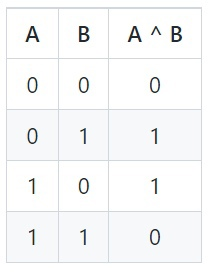 A B A ^ B
0 0 0
0 1 1
1 0 1
1 1 0